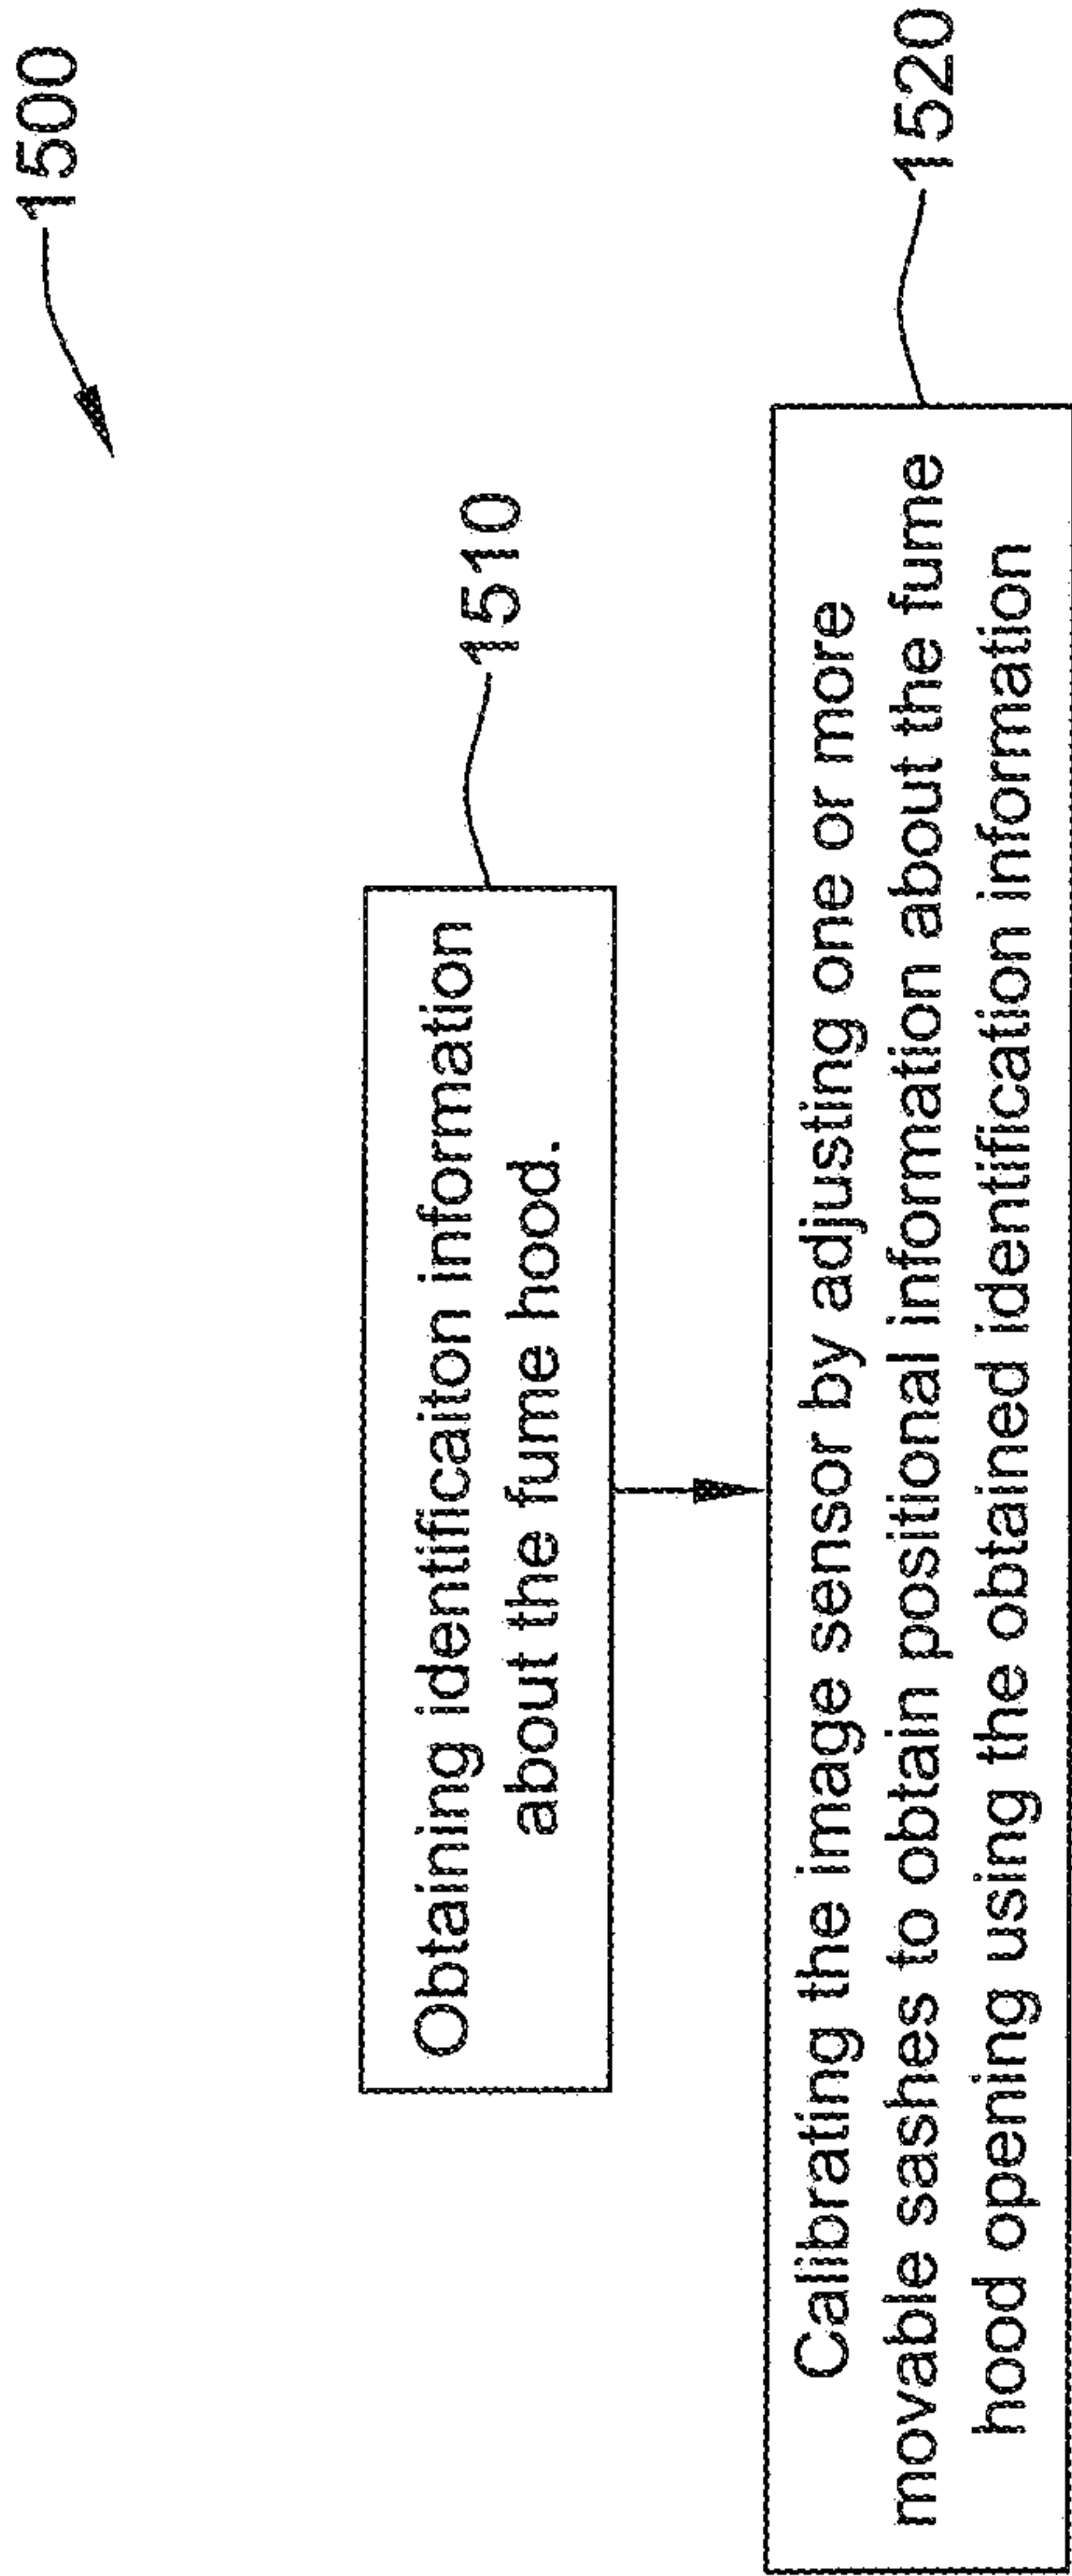 1500
Obtaining identificaiton information
about the fume hood.
1510
Calibrating the image sensor by adjusting one or more
movable sashes to obtain positional information about the fume
hood opening using the obtained identification information
1520